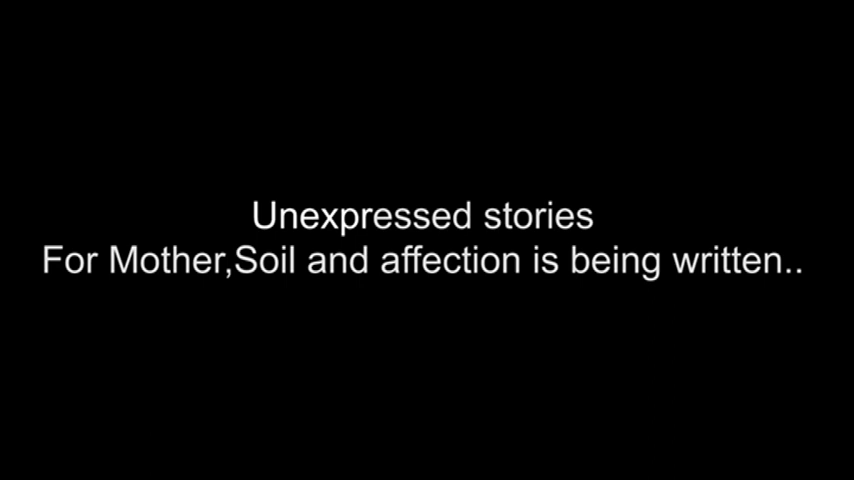 Unexpressed stories
For Mother,Soil and affection is being written..